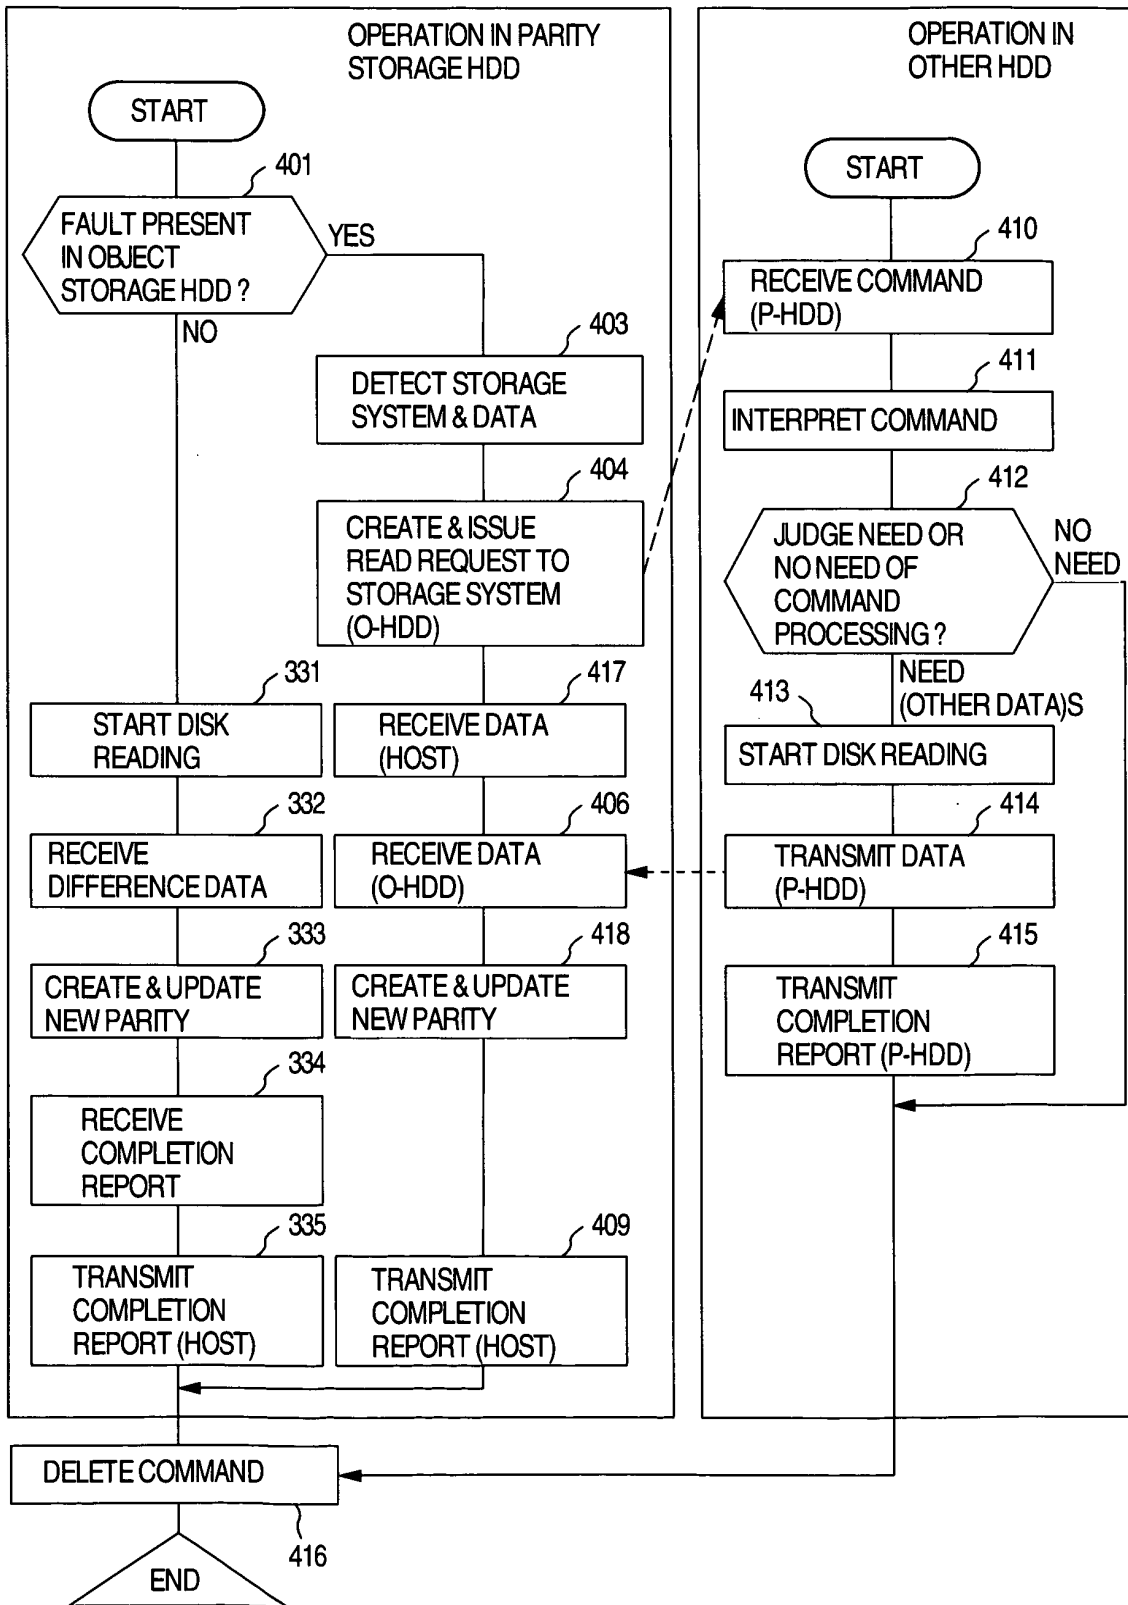 OPERATION IN PARITY
STORAGE HDD
START
401
FAULT PRESENT
IN OBJECT
STORAGE HDD ?
YES
NO
403
DETECT STORAGE
SYSTEM & DATA
404
CREATE & ISSUE
READ REQUEST TO
STORAGE SYSTEM
(O-HDD)
331
START DISK
READING
417
RECEIVE DATA
(HOST)
332
RECEIVE
DIFFERENCE DATA
406
RECEIVE DATA
(O-HDD)
333
CREATE & UPDATE
NEW PARITY
418
CREATE & UPDATE
NEW PARITY
334
RECEIVE
COMPLETION
REPORT
335
TRANSMIT
COMPLETION
REPORT (HOST)
409
TRANSMIT
COMPLETION
REPORT (HOST)
OPERATION IN
OTHER HDD
START
410
RECEIVE COMMAND
(P-HDD)
411
INTERPRET COMMAND
412
JUDGE NEED OR
NO NEED OF
COMMAND
PROCESSING ?
NO
NEED
NEED
(OTHER DATA)S
413
START DISK READING
414
TRANSMIT DATA
(P-HDD)
415
TRANSMIT
COMPLETION
REPORT (P-HDD)
DELETE COMMAND
416
END